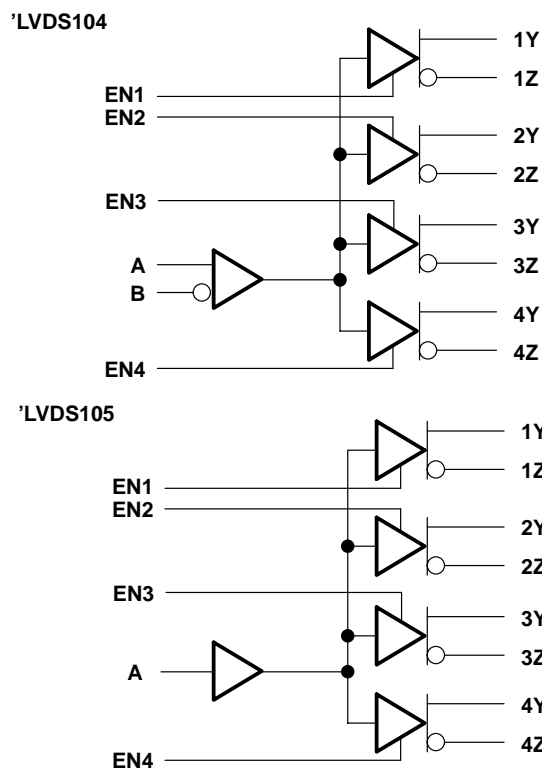 'LVDS104
1Y
1Z
EN1
EN2
2Y
2Z
EN3
3Y
A
3Z
B
4Y
4Z
EN4
'LVDS105
1Y
1Z
EN1
EN2
2Y
2Z
EN3
3Y
3Z
A
4Y
4Z
EN4